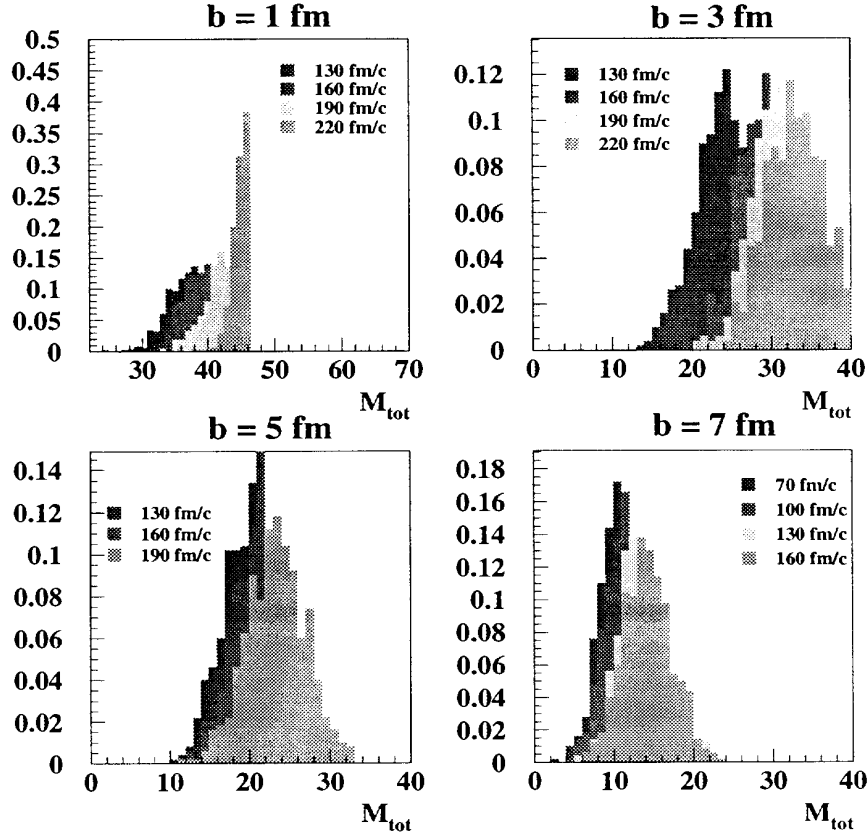 b = 1 fm
0.5
0.45
0.4
0.35
0.3
0.25
0.2
0.15
0.1
0.05
0
130 fm/c
160 fm/c
190 fm/c
220 fm/c
30 40 50 60 70
M_tot
b = 3 fm
0.12
0.1
0.08
0.06
0.04
0.02
0
130 fm/c
160 fm/c
190 fm/c
220 fm/c
0 10 20 30 40
M_tot
b = 5 fm
0.14
0.12
0.1
0.08
0.06
0.04
0.02
0
130 fm/c
160 fm/c
190 fm/c
0 10 20 30 40
M_tot
b = 7 fm
0.18
0.16
0.14
0.12
0.1
0.08
0.06
0.04
0.02
0
70 fm/c
100 fm/c
130 fm/c
160 fm/c
0 10 20 30 40
M_tot